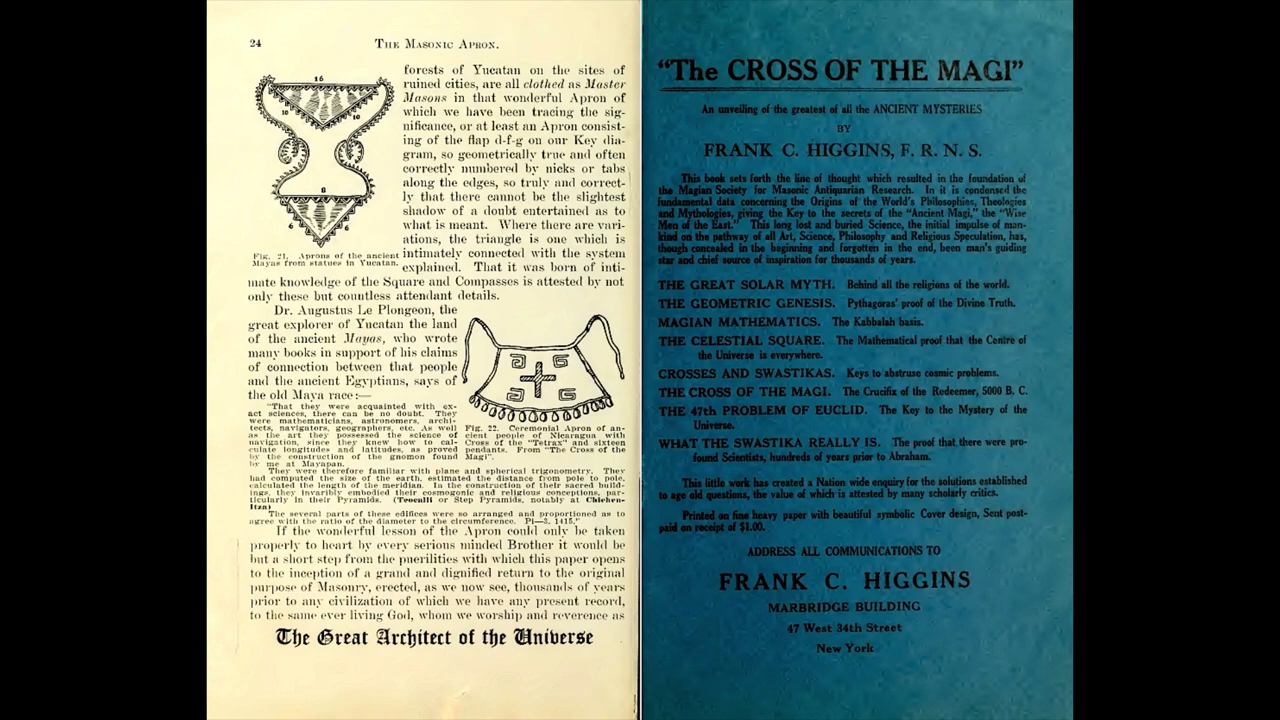 24
THE MASONIC APRON.
16
10
10
8
6
6
Fig. 21. Aprons of the ancient
Mayas from statues in Yucatan.
forests of Yucatan on the sites of
ruined cities, are all clothed as Master
Masons in that wonderful Apron of
which we have been tracing the sig-
nificance, or at least an Apron consist-
ing of the flap d-f-g on our Key dia-
gram, so geometrically true and often
correctly numbered by nicks or tabs
along the edges, so truly and correct-
ly that there cannot be the slightest
shadow of a doubt entertained as to
what is meant. Where there are vari-
ations, the triangle is one which is
intimately connected with the system
explained. That it was born of inti-
mate knowledge of the Square and Compasses is attested by not
only these but countless attendant details.
Dr. Augustus Le Plongeon, the
great explorer of Yucatan the land
of the ancient Mayas, who wrote
many books in support of his claims
of connection between that people
and the ancient Egyptians, says of
the old Maya race:—
"That they were acquainted with ex-
act sciences, there can be no doubt. They
were mathematicians, astronomers, archi-
tects, navigators, geographers, etc. As well
as the art they possessed the science of
navigation, since they knew how to cal-
culate longitudes and latitudes, as proved
by the construction of the gnomon found
by me at Mayapan.
Fig. 22. Ceremonial Apron of an-
cient people of Nicaragua with
Cross of the "Tetrax" and sixteen
pendants. From "The Cross of the
Magi".
They were therefore familiar with plane and spherical trigonometry. They
had computed the size of the earth, estimated the distance from pole to pole,
calculated the length of the meridian. In the construction of their sacred build-
ings, they invariably embodied their cosmogonic and religious conceptions, par-
ticularly in their Pyramids. (Teocalli or Step Pyramids, notably at Chichen-
Itza)
The several parts of these edifices were so arranged and proportioned as to
agree with the ratio of the diameter to the circumference. Pi—3. 1415."
If the wonderful lesson of the Apron could only be taken
properly to heart by every serious minded Brother it would be
but a short step from the puerilities with which this paper opens
to the inception of a grand and dignified return to the original
purpose of Masonry, erected, as we now see, thousands of years
prior to any civilization of which we have any present record,
to the same ever living God, whom we worship and reverence as
The Great Architect of the Universe
"The CROSS OF THE MAGI"
An unveiling of the greatest of all the ANCIENT MYSTERIES
BY
FRANK C. HIGGINS, F. R. N. S.
This book sets forth the line of thought which resulted in the foundation of
the Magian Society for Masonic Antiquarian Research. In it is condensed the
fundamental data concerning the Origins of the World's Philosophies, Theologies
and Mythologies, giving the Key to the secrets of the "Ancient Magi," the "Wise
Men of the East." This long lost and buried Science, the initial impulse of man-
kind on the pathway of all Art, Science, Philosophy and Religious Speculation, has,
though concealed in the beginning and forgotten in the end, been man's guiding
star and chief source of inspiration for thousands of years.
THE GREAT SOLAR MYTH. Behind all the religions of the world.
THE GEOMETRIC GENESIS. Pythagoras' proof of the Divine Truth.
MAGIAN MATHEMATICS. The Kabbalah basis.
THE CELESTIAL SQUARE. The Mathematical proof that the Centre of
the Universe is everywhere.
CROSSES AND SWASTIKAS. Keys to abstruse cosmic problems.
THE CROSS OF THE MAGI. The Crucifix of the Redeemer, 5000 B. C.
THE 47th PROBLEM OF EUCLID. The Key to the Mystery of the
Universe.
WHAT THE SWASTIKA REALLY IS. The proof that there were pro-
found Scientists, hundreds of years prior to Abraham.
This little work has created a Nation wide enquiry for the solutions established
to age old questions, the value of which is attested by many scholarly critics.
Printed on fine heavy paper with beautiful symbolic Cover design, Sent post-
paid on receipt of $1.00.
ADDRESS ALL COMMUNICATIONS TO
FRANK C. HIGGINS
MARBRIDGE BUILDING
47 West 34th Street
New York